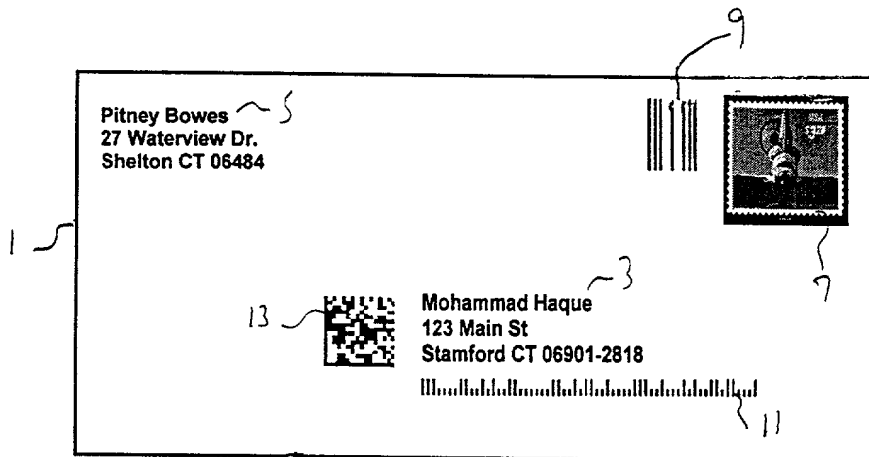 9
Pitney Bowes 5
27 Waterview Dr.
Shelton CT 06484
1
7
3
13 Mohammad Haque
123 Main St
Stamford CT 06901-2818
11